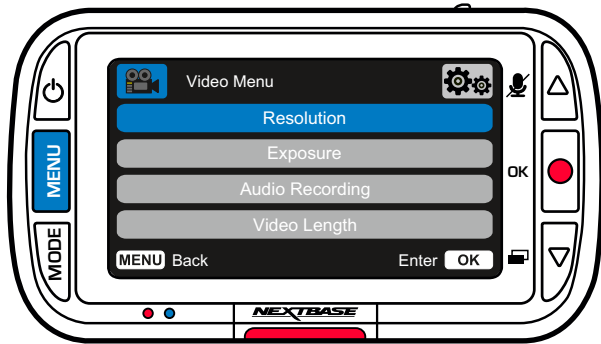 Video Menu
Resolution
Exposure
Audio Recording
Video Length
MENU Back
Enter OK
MENU
MODE
OK
NEXTBASE